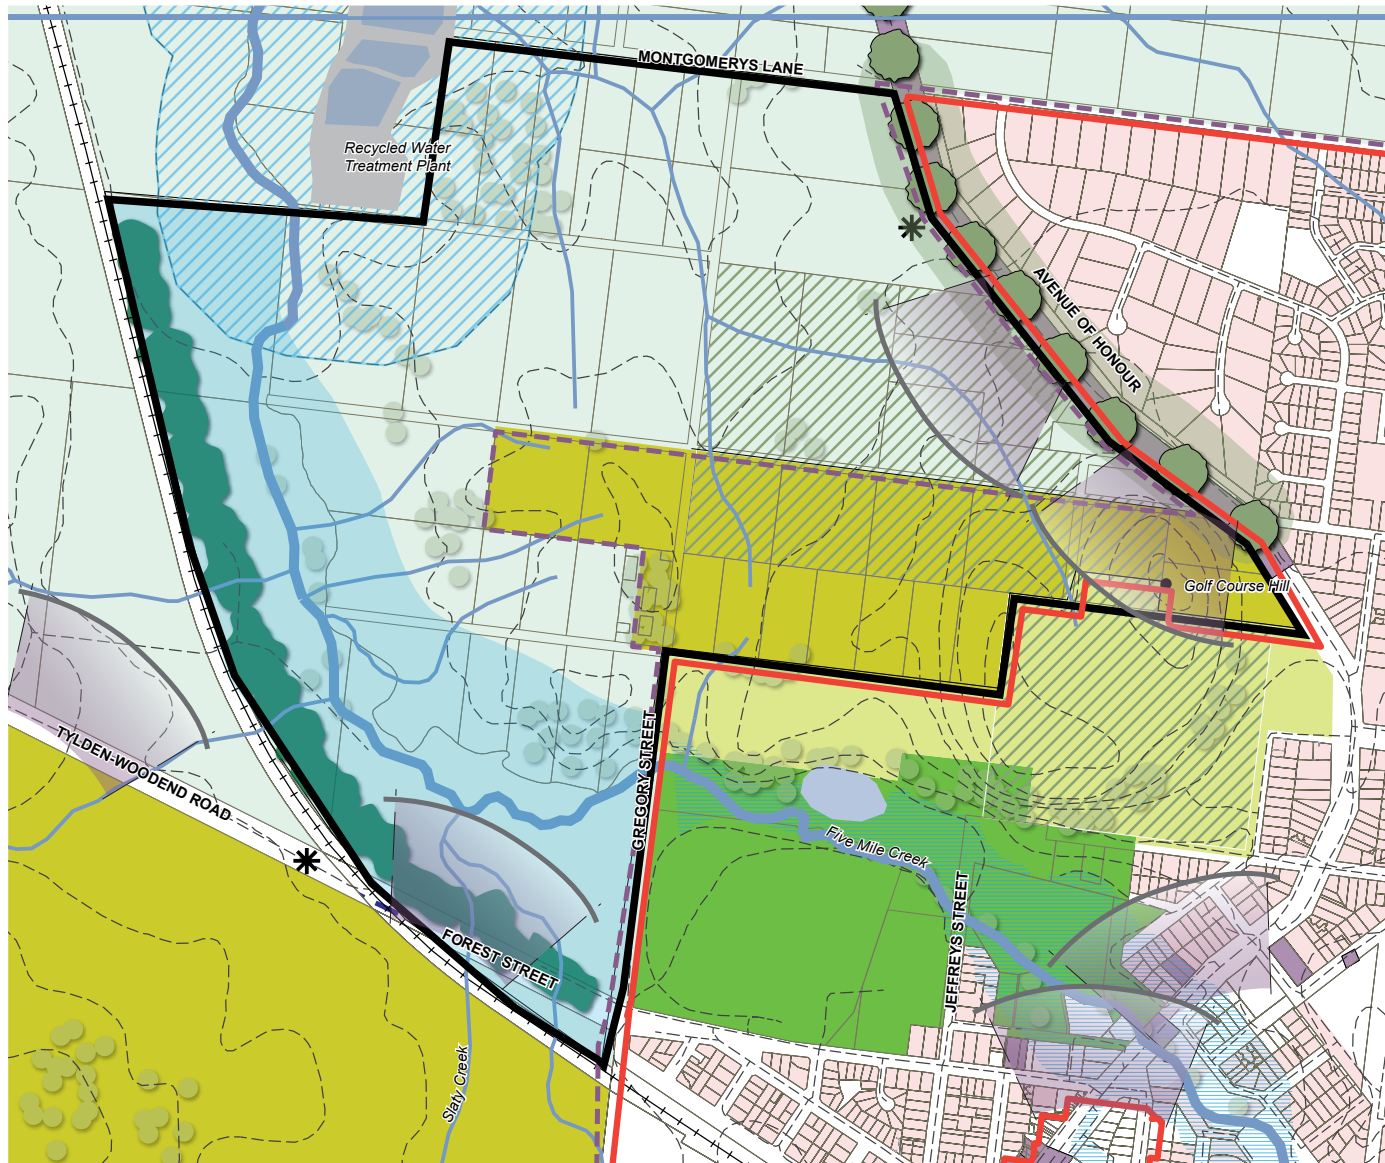 MONTGOMERYS LANE
Recycled Water
Treatment Plant
AVENUE OF HONOUR
Golf Course Hill
TYLDEN-WOODEND ROAD
GREGORY STREET
Five Mile Creek
JEFFREYS STREET
FOREST STREET
Slaty Creek